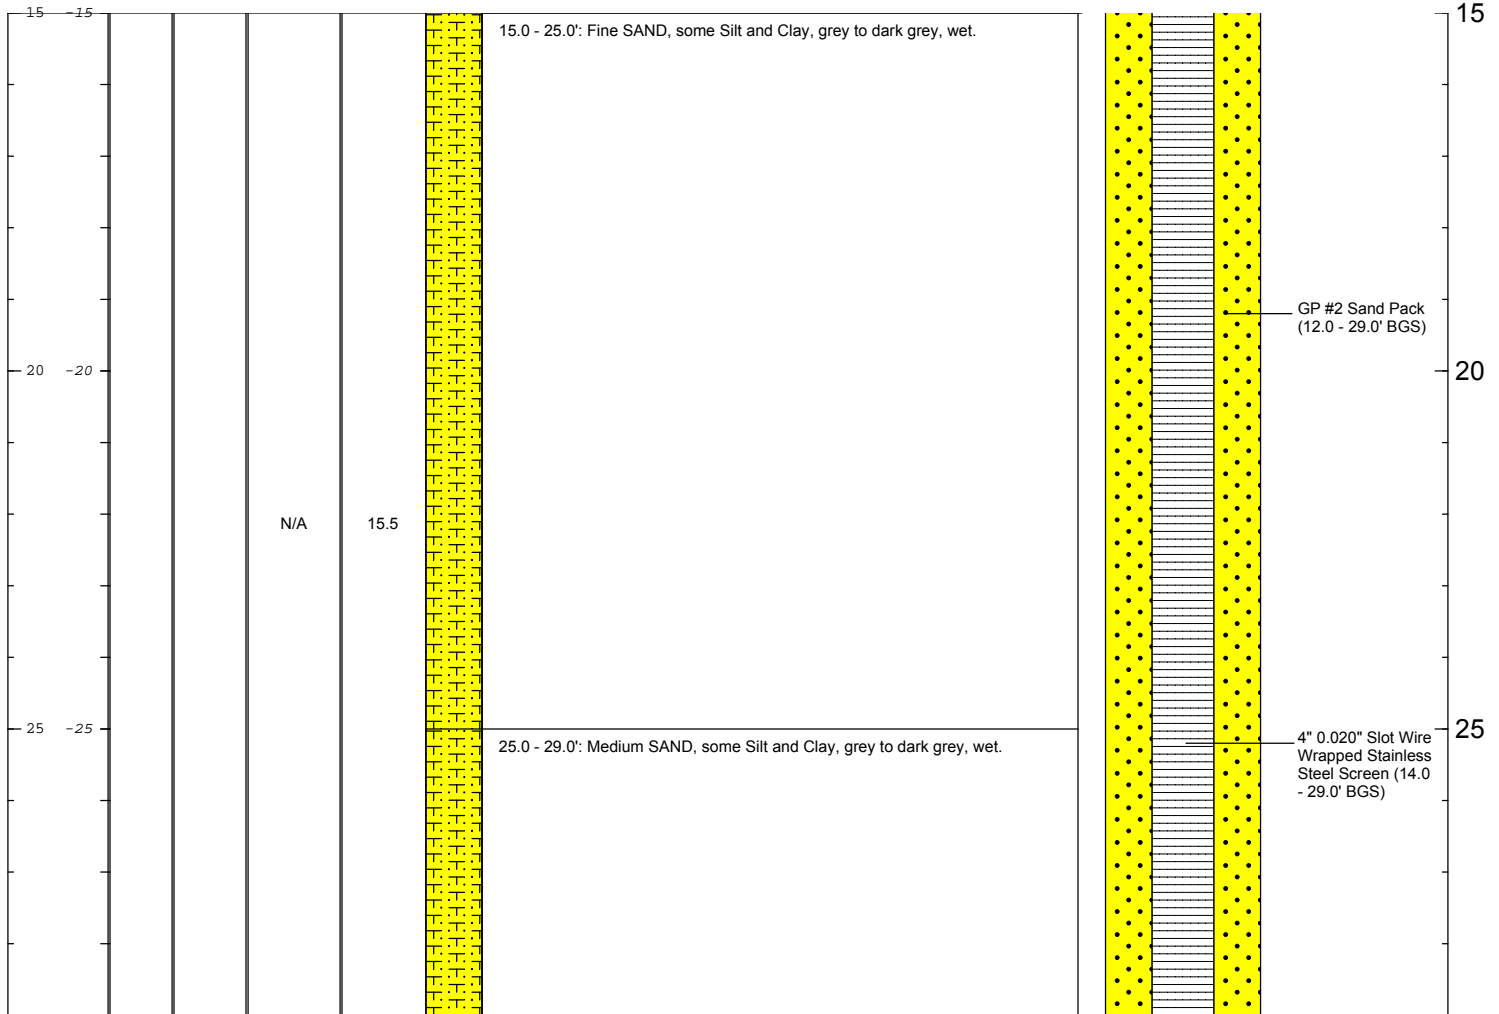 15 -15
15.0 - 25.0': Fine SAND, some Silt and Clay, grey to dark grey, wet.
15
GP #2 Sand Pack
(12.0 - 29.0' BGS)
20 -20
20
N/A 15.5
25 -25
25
25.0 - 29.0': Medium SAND, some Silt and Clay, grey to dark grey, wet.
4" 0.020" Slot Wire
Wrapped Stainless
Steel Screen (14.0
- 29.0' BGS)